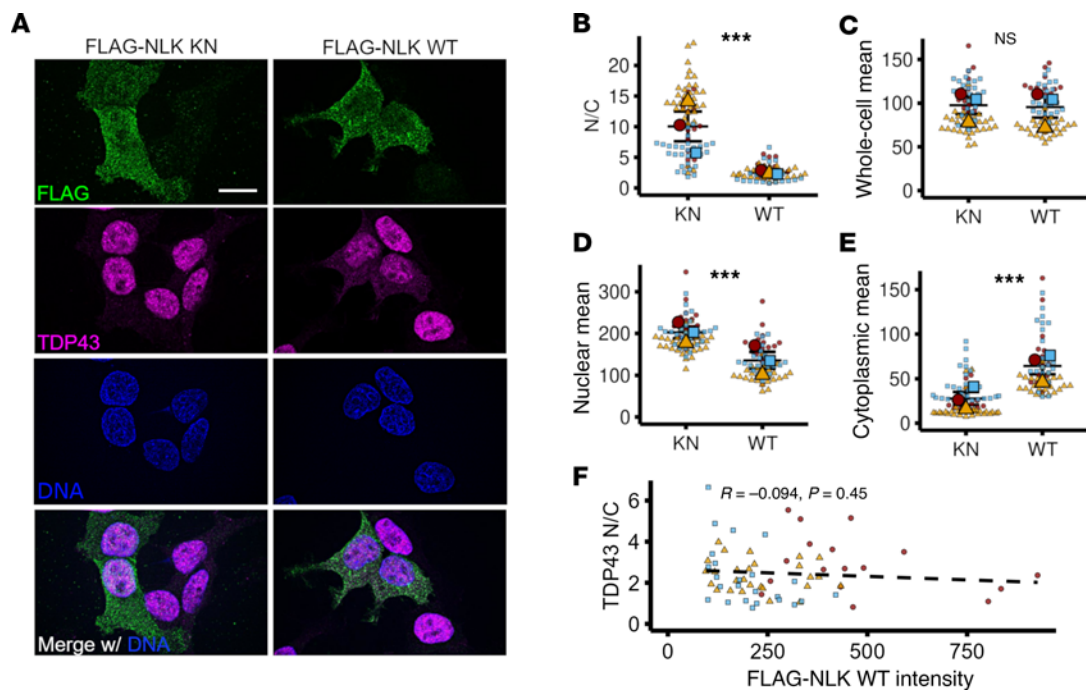 A
FLAG-NLK KN
FLAG-NLK WT
FLAG
TDP43
DNA
Merge w/ DNA
B
***
N/C
20
15
10
5
0
KN
WT
C
NS
Whole-cell mean
150
100
50
0
KN
WT
D
***
Nuclear mean
300
200
100
0
KN
WT
E
***
Cytoplasmic mean
150
100
50
0
KN
WT
F
R = −0.094, P = 0.45
TDP43 N/C
6
4
2
0
0
250
500
750
FLAG-NLK WT intensity